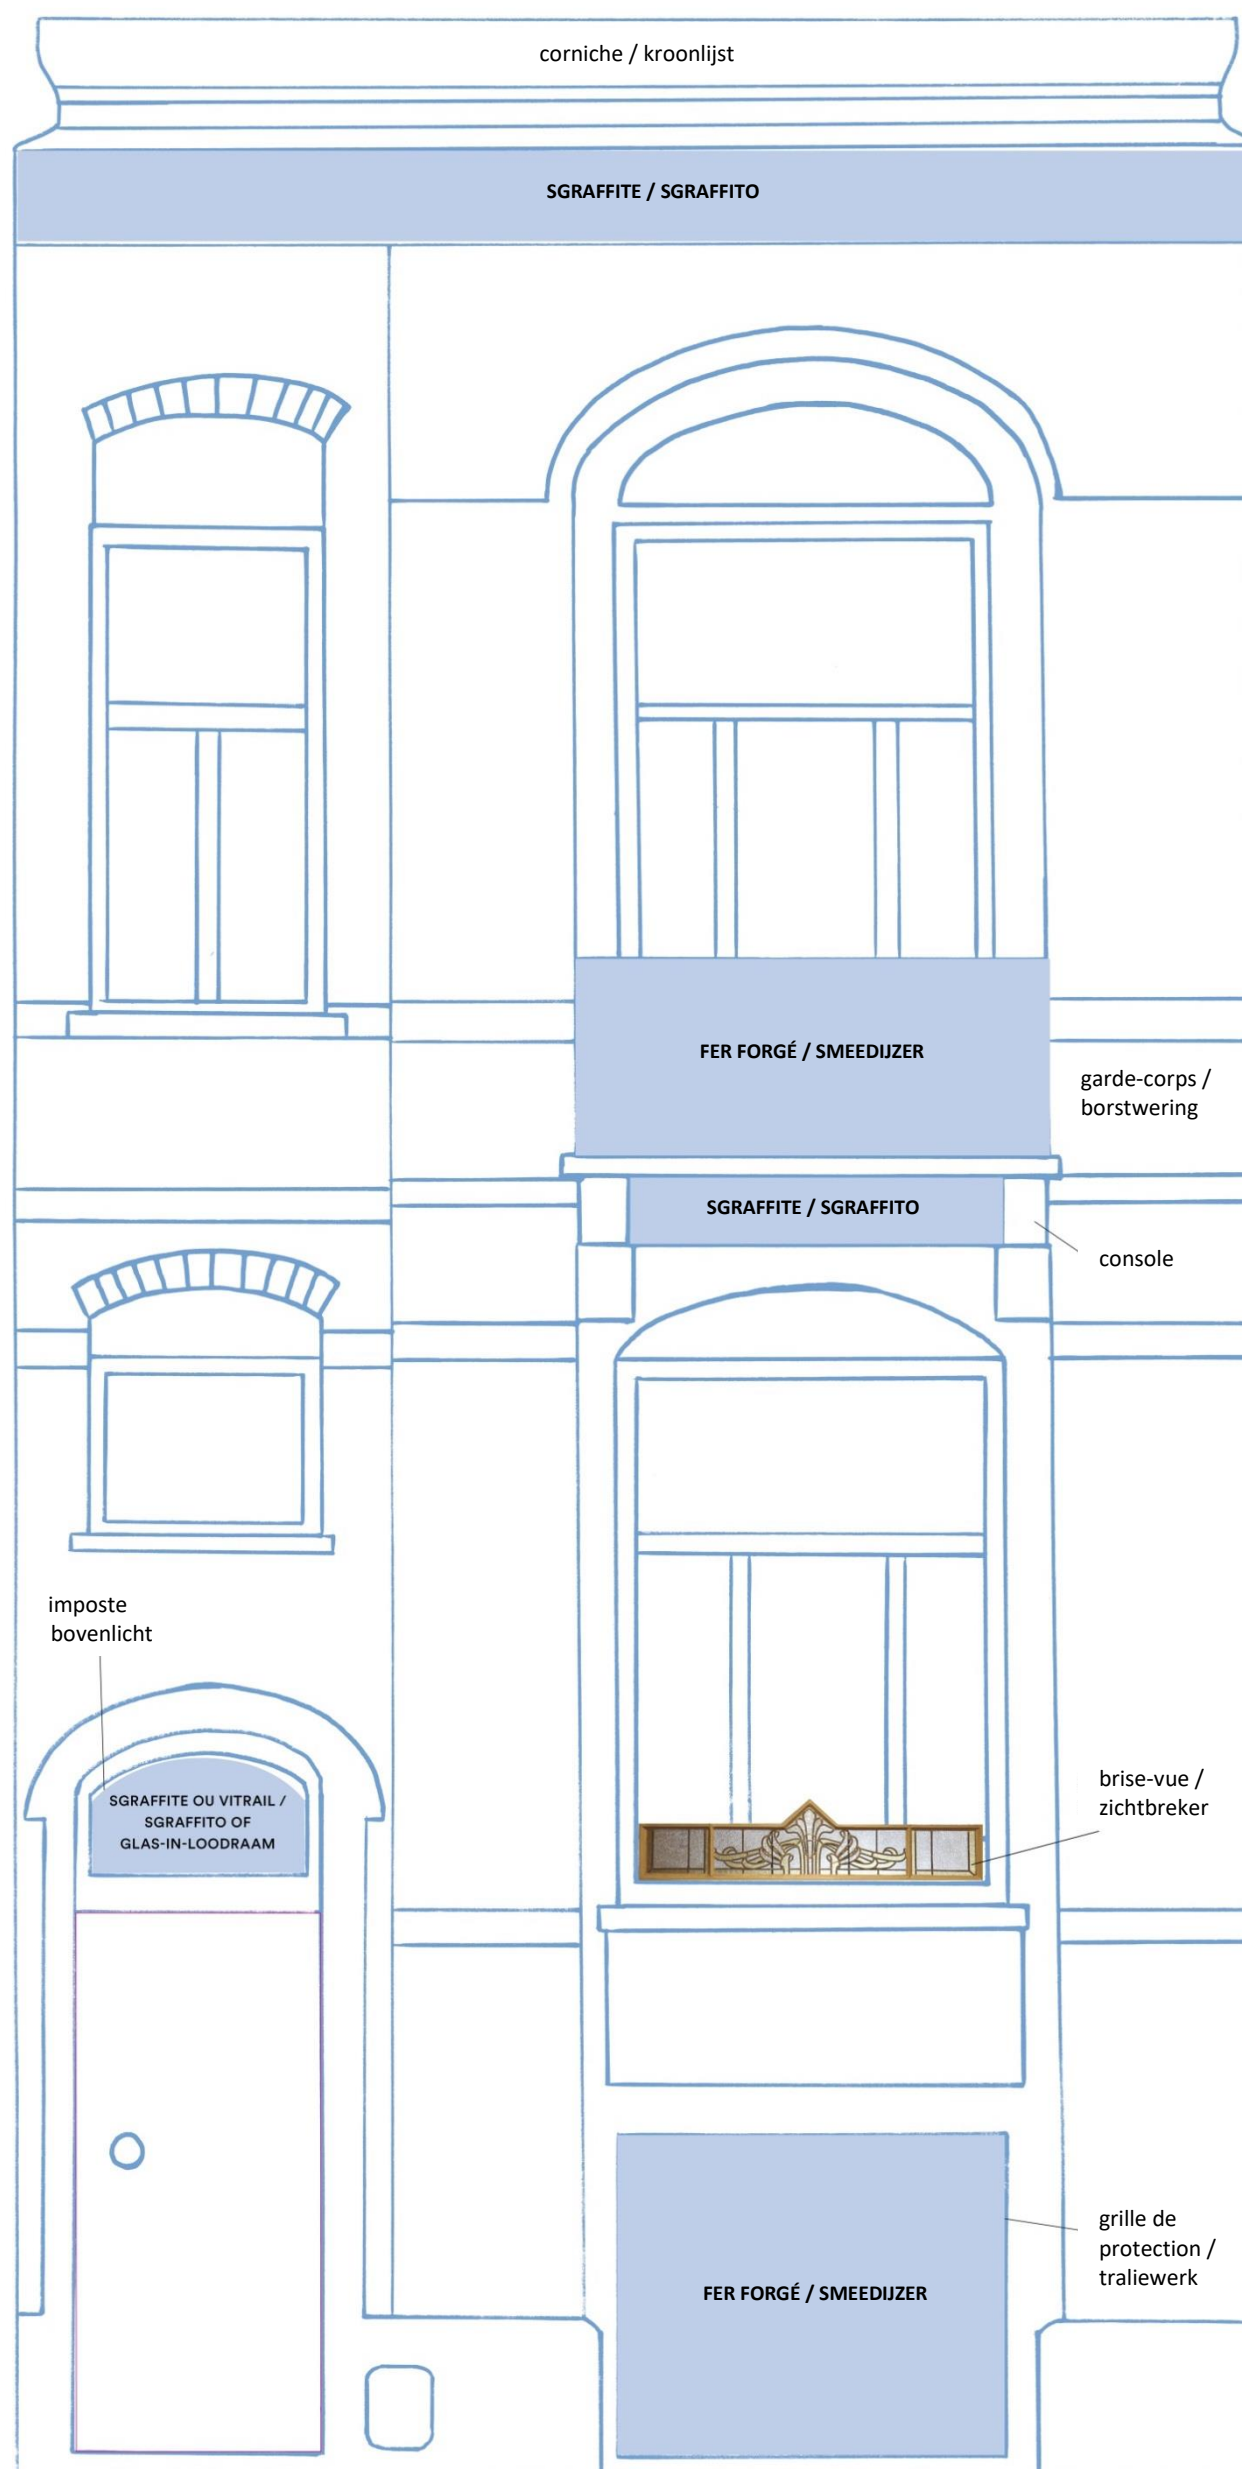 corniche / kroonlijst
SGRAFFITE / SGRAFFITO
FER FORGÉ / SMEEDIJZER
garde-corps /
borstwering
SGRAFFITE / SGRAFFITO
console
imposte
bovenlicht
brise-vue /
zichtbreker
SGRAFFITE OU VITRAIL /
SGRAFFITO OF
GLAS-IN-LOODRAAM
grille de
protection /
traliewerk
FER FORGÉ / SMEEDIJZER